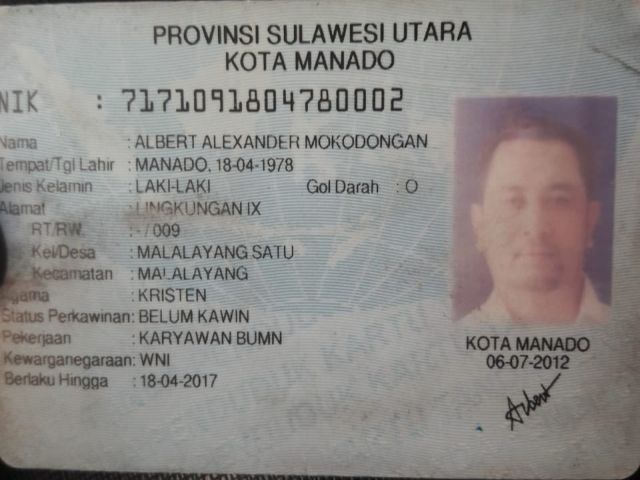 PROVINSI SULAWESI UTARA
KOTA MANADO
NIK : 7171091804780002
Nama : ALBERT ALEXANDER MOKODONGAN
Tempat/Tgl Lahir : MANADO, 18-04-1978
Jenis Kelamin : LAKI-LAKI Gol Darah : O
Alamat : LINGKUNGAN IX
RT/RW. : - / 009
Kel/Desa : MALALAYANG SATU
Kecamatan : MALALAYANG
Agama : KRISTEN
Status Perkawinan: BELUM KAWIN
Pekerjaan : KARYAWAN BUMN
Kewarganegaraan: WNI
Berlaku Hingga : 18-04-2017
KOTA MANADO
06-07-2012
Albert